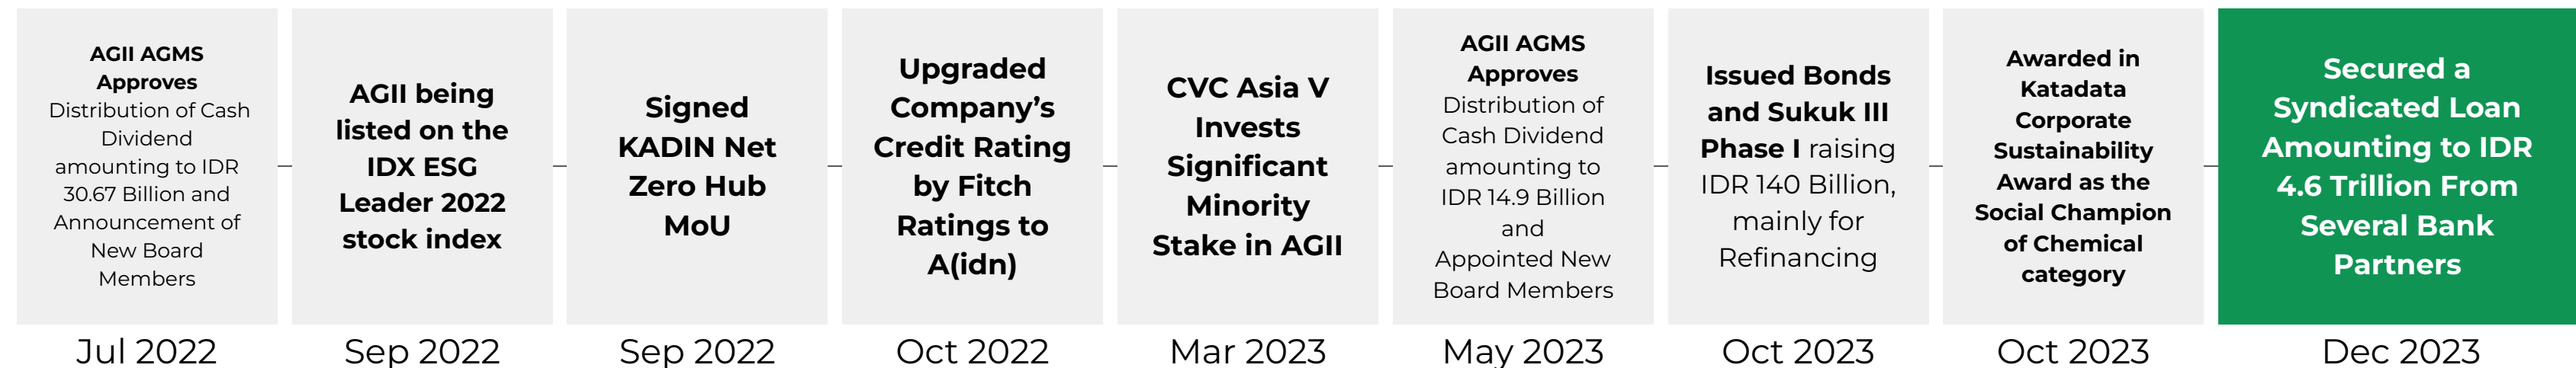 AGII AGMS
Approves
Distribution of Cash
Dividend
amounting to IDR
30.67 Billion and
Announcement of
New Board
Members
Jul 2022
AGII being
listed on the
IDX ESG
Leader 2022
stock index
Sep 2022
Signed
KADIN Net
Zero Hub
MoU
Sep 2022
Upgraded
Company’s
Credit Rating
by Fitch
Ratings to
A(idn)
Oct 2022
CVC Asia V
Invests
Significant
Minority
Stake in AGII
Mar 2023
AGII AGMS
Approves
Distribution of
Cash Dividend
amounting to
IDR 14.9 Billion
and
Appointed New
Board Members
May 2023
Issued Bonds
and Sukuk III
Phase I raising
IDR 140 Billion,
mainly for
Refinancing
Oct 2023
Awarded in
Katadata
Corporate
Sustainability
Award as the
Social Champion
of Chemical
category
Oct 2023
Secured a
Syndicated Loan
Amounting to IDR
4.6 Trillion From
Several Bank
Partners
Dec 2023